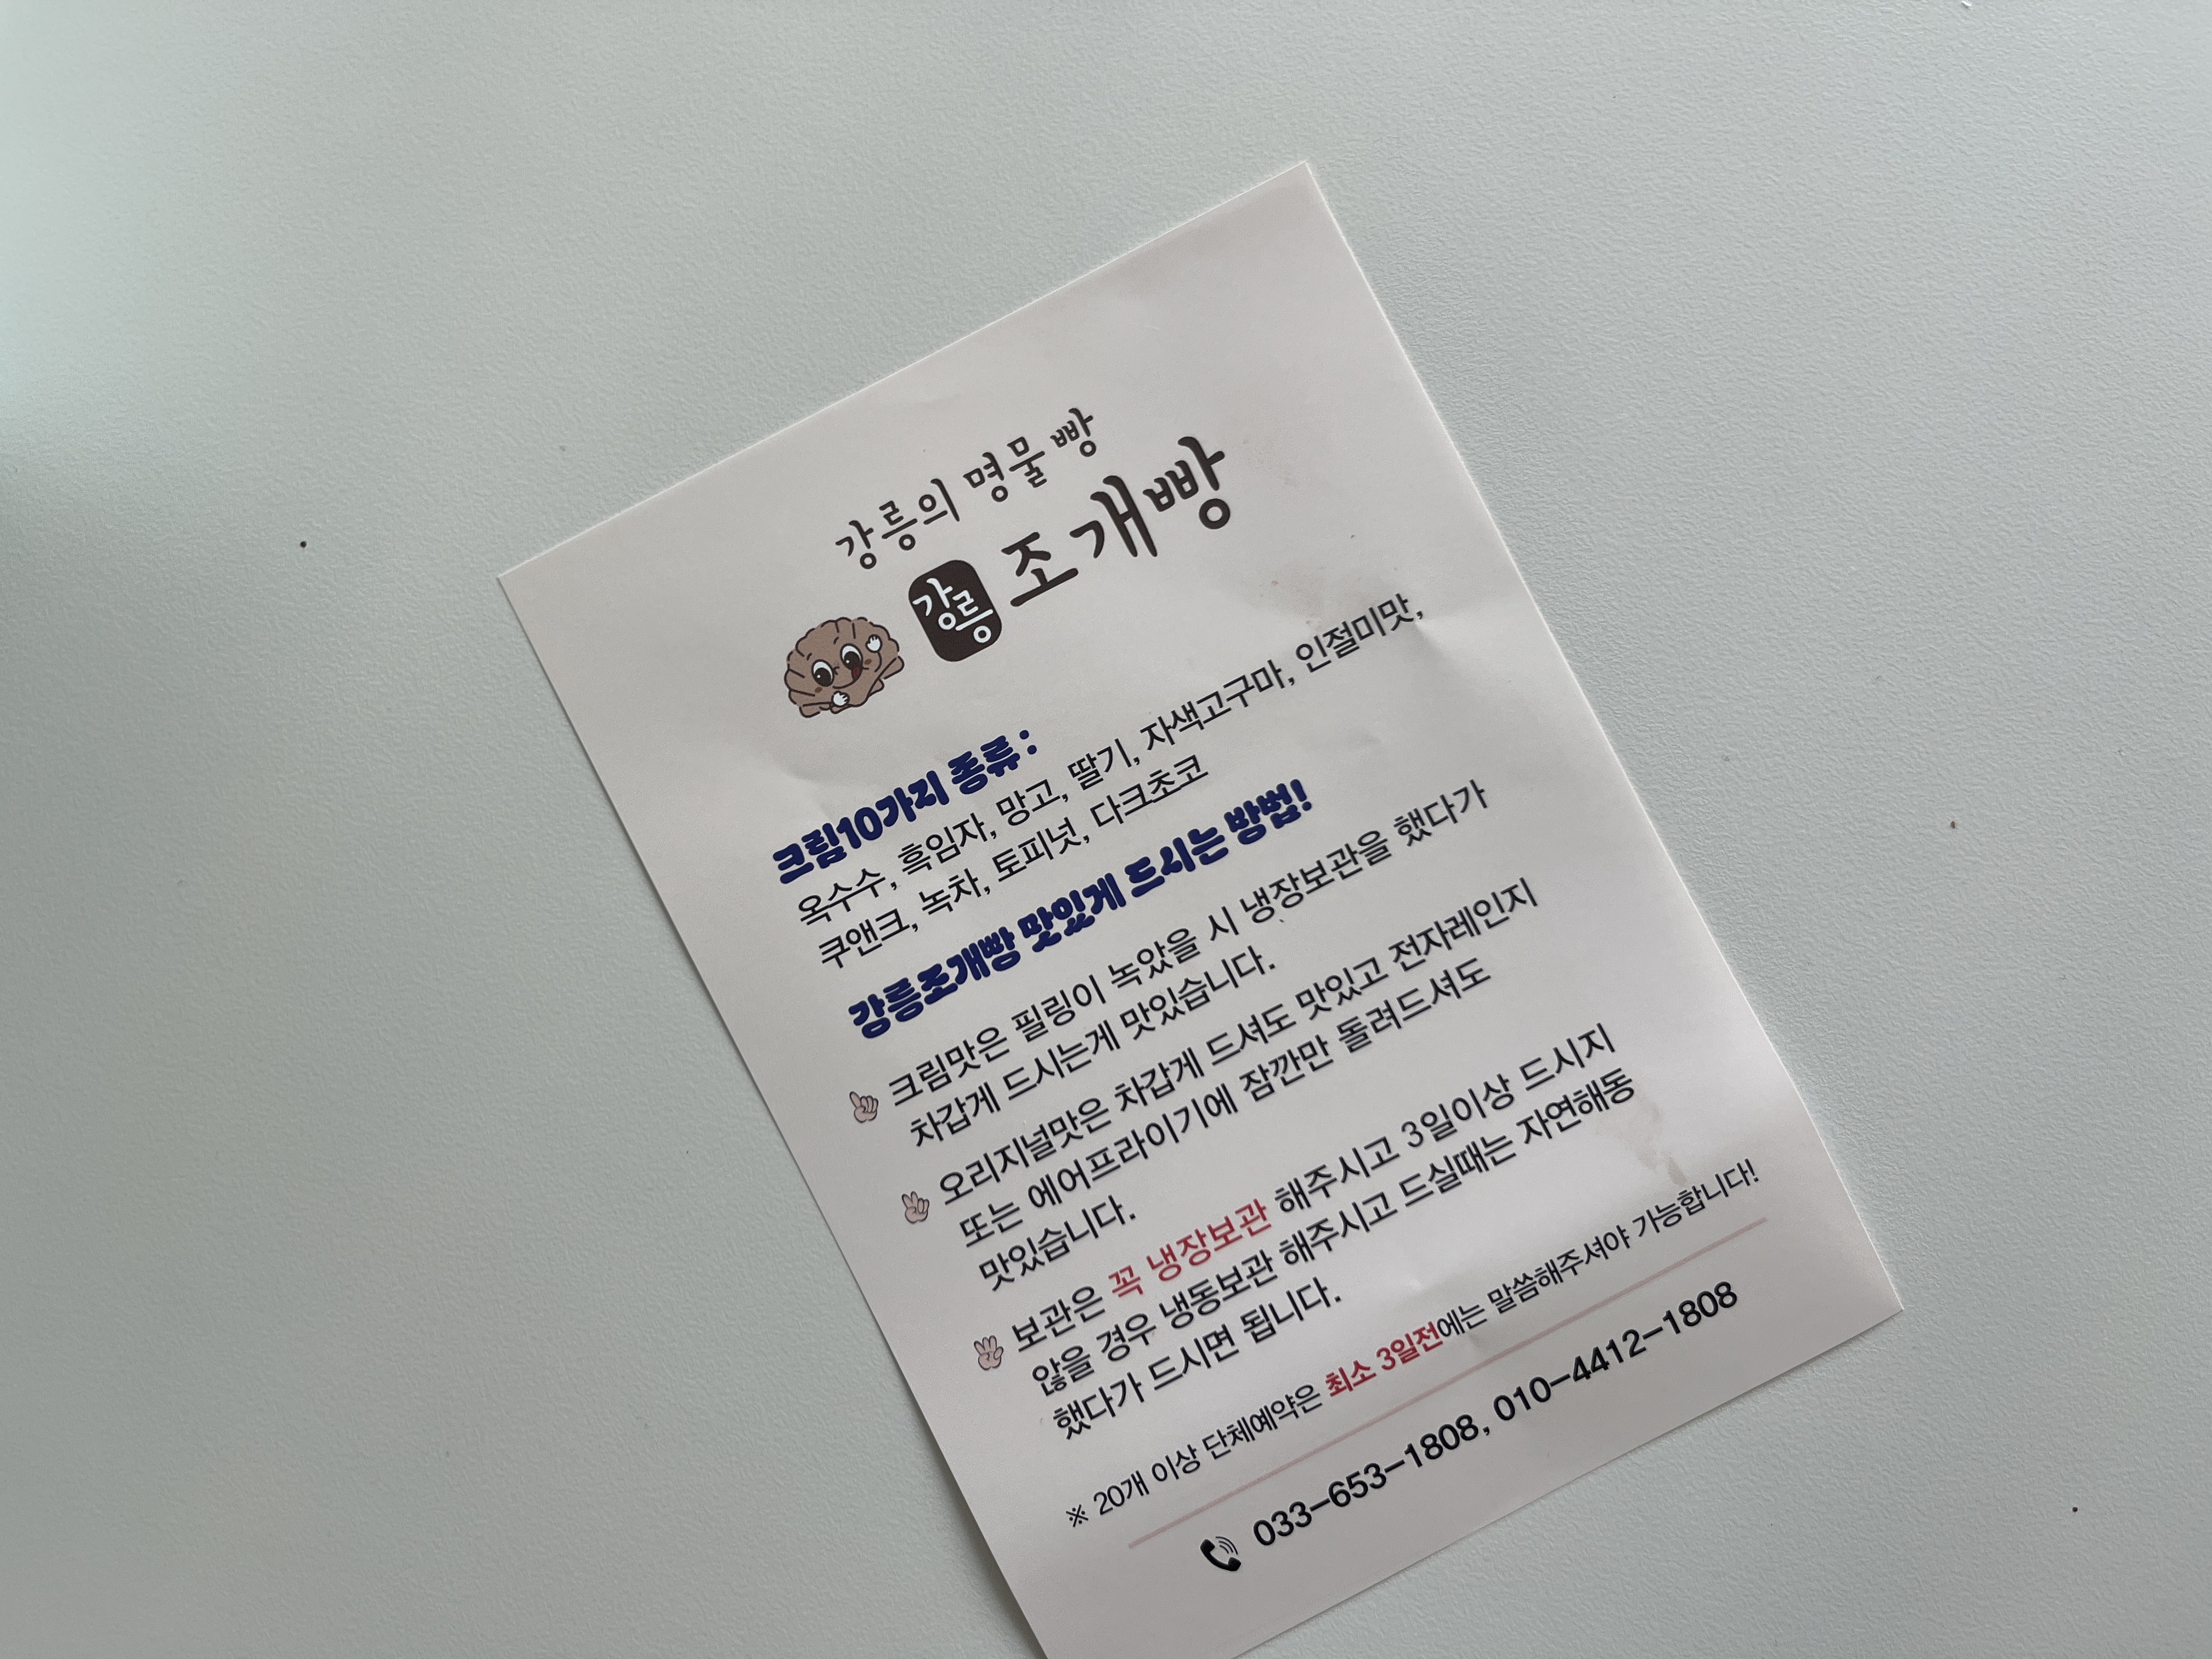 강릉의 명물 빵
강릉 조개빵
크림10가지 종류:
옥수수, 흑임자, 망고, 딸기, 자색고구마, 인절미맛,
쿠앤크, 녹차, 토피넛, 다크초코
강릉조개빵 맛있게 드시는 방법!
크림맛은 필링이 녹았을 시 냉장보관을 했다가
차갑게 드시는게 맛있습니다.
오리지널맛은 차갑게 드셔도 맛있고 전자레인지
또는 에어프라이기에 잠깐만 돌려드셔도
맛있습니다.
보관은 꼭 냉장보관 해주시고 3일이상 드시지
않을 경우 냉동보관 해주시고 드실때는 자연해동
했다가 드시면 됩니다.
※ 20개 이상 단체예약은 최소 3일전에는 말씀해주셔야 가능합니다!
033-653-1808, 010-4412-1808